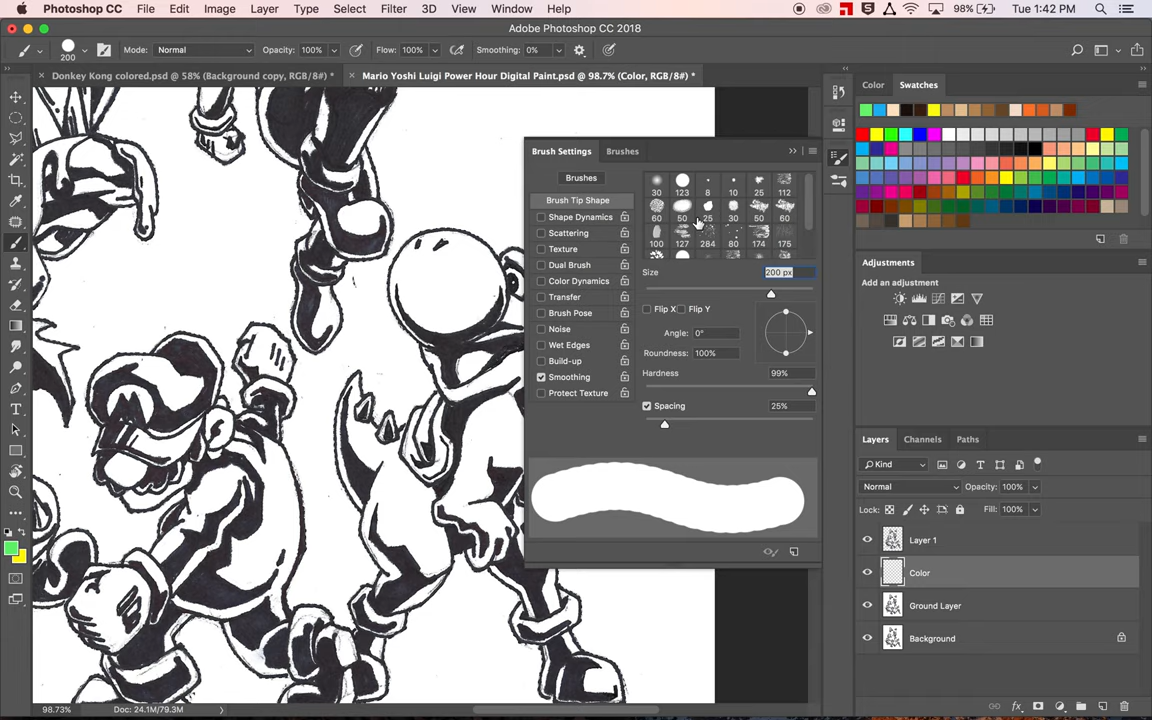 Photoshop CC File Edit Image Layer Type Select Filter 3D View Window Help 98% Tue 1:42 PM
Adobe Photoshop CC 2018
200 Mode: Normal Opacity: 100% Flow: 100% Smoothing: 0%
Donkey Kong colored.psd @ 58% (Background copy, RGB/8#) * Mario Yoshi Luigi Power Hour Digital Paint.psd @ 98.7% (Color, RGB/8#) *
Color Swatches
Brush Settings Brushes
Brushes
Brush Tip Shape
Shape Dynamics
Scattering
Texture
Dual Brush
Color Dynamics
Transfer
Brush Pose
Noise
Wet Edges
Build-up
Smoothing
Protect Texture
30 123 8 10 25 112
60 50 25 30 50 60
100 127 284 80 174 175
Size 200 px
Flip X Flip Y
Angle: 0°
Roundness: 100%
Hardness 99%
Spacing 25%
Adjustments
Add an adjustment
Layers Channels Paths
Kind
Normal Opacity: 100%
Lock: Fill: 100%
Layer 1
Color
Ground Layer
Background
fx
98.73% Doc: 24.1M/79.3M
M